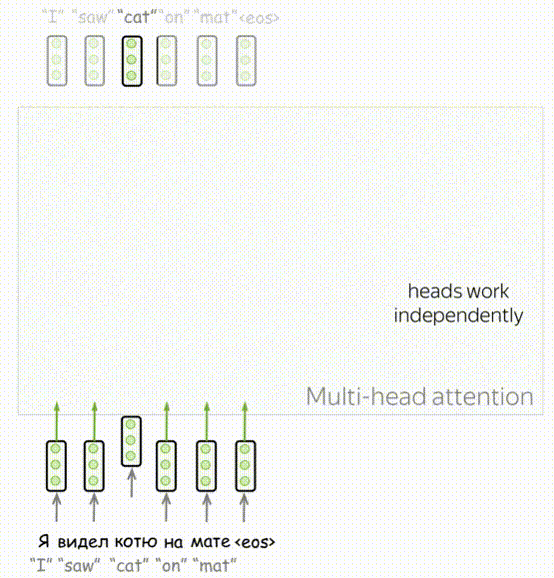 "I" "saw" "cat" "on" "mat" <eos>
heads work
independently
Multi-head attention
Я видел котю на мате <eos>
"I" "saw" "cat" "on" "mat"